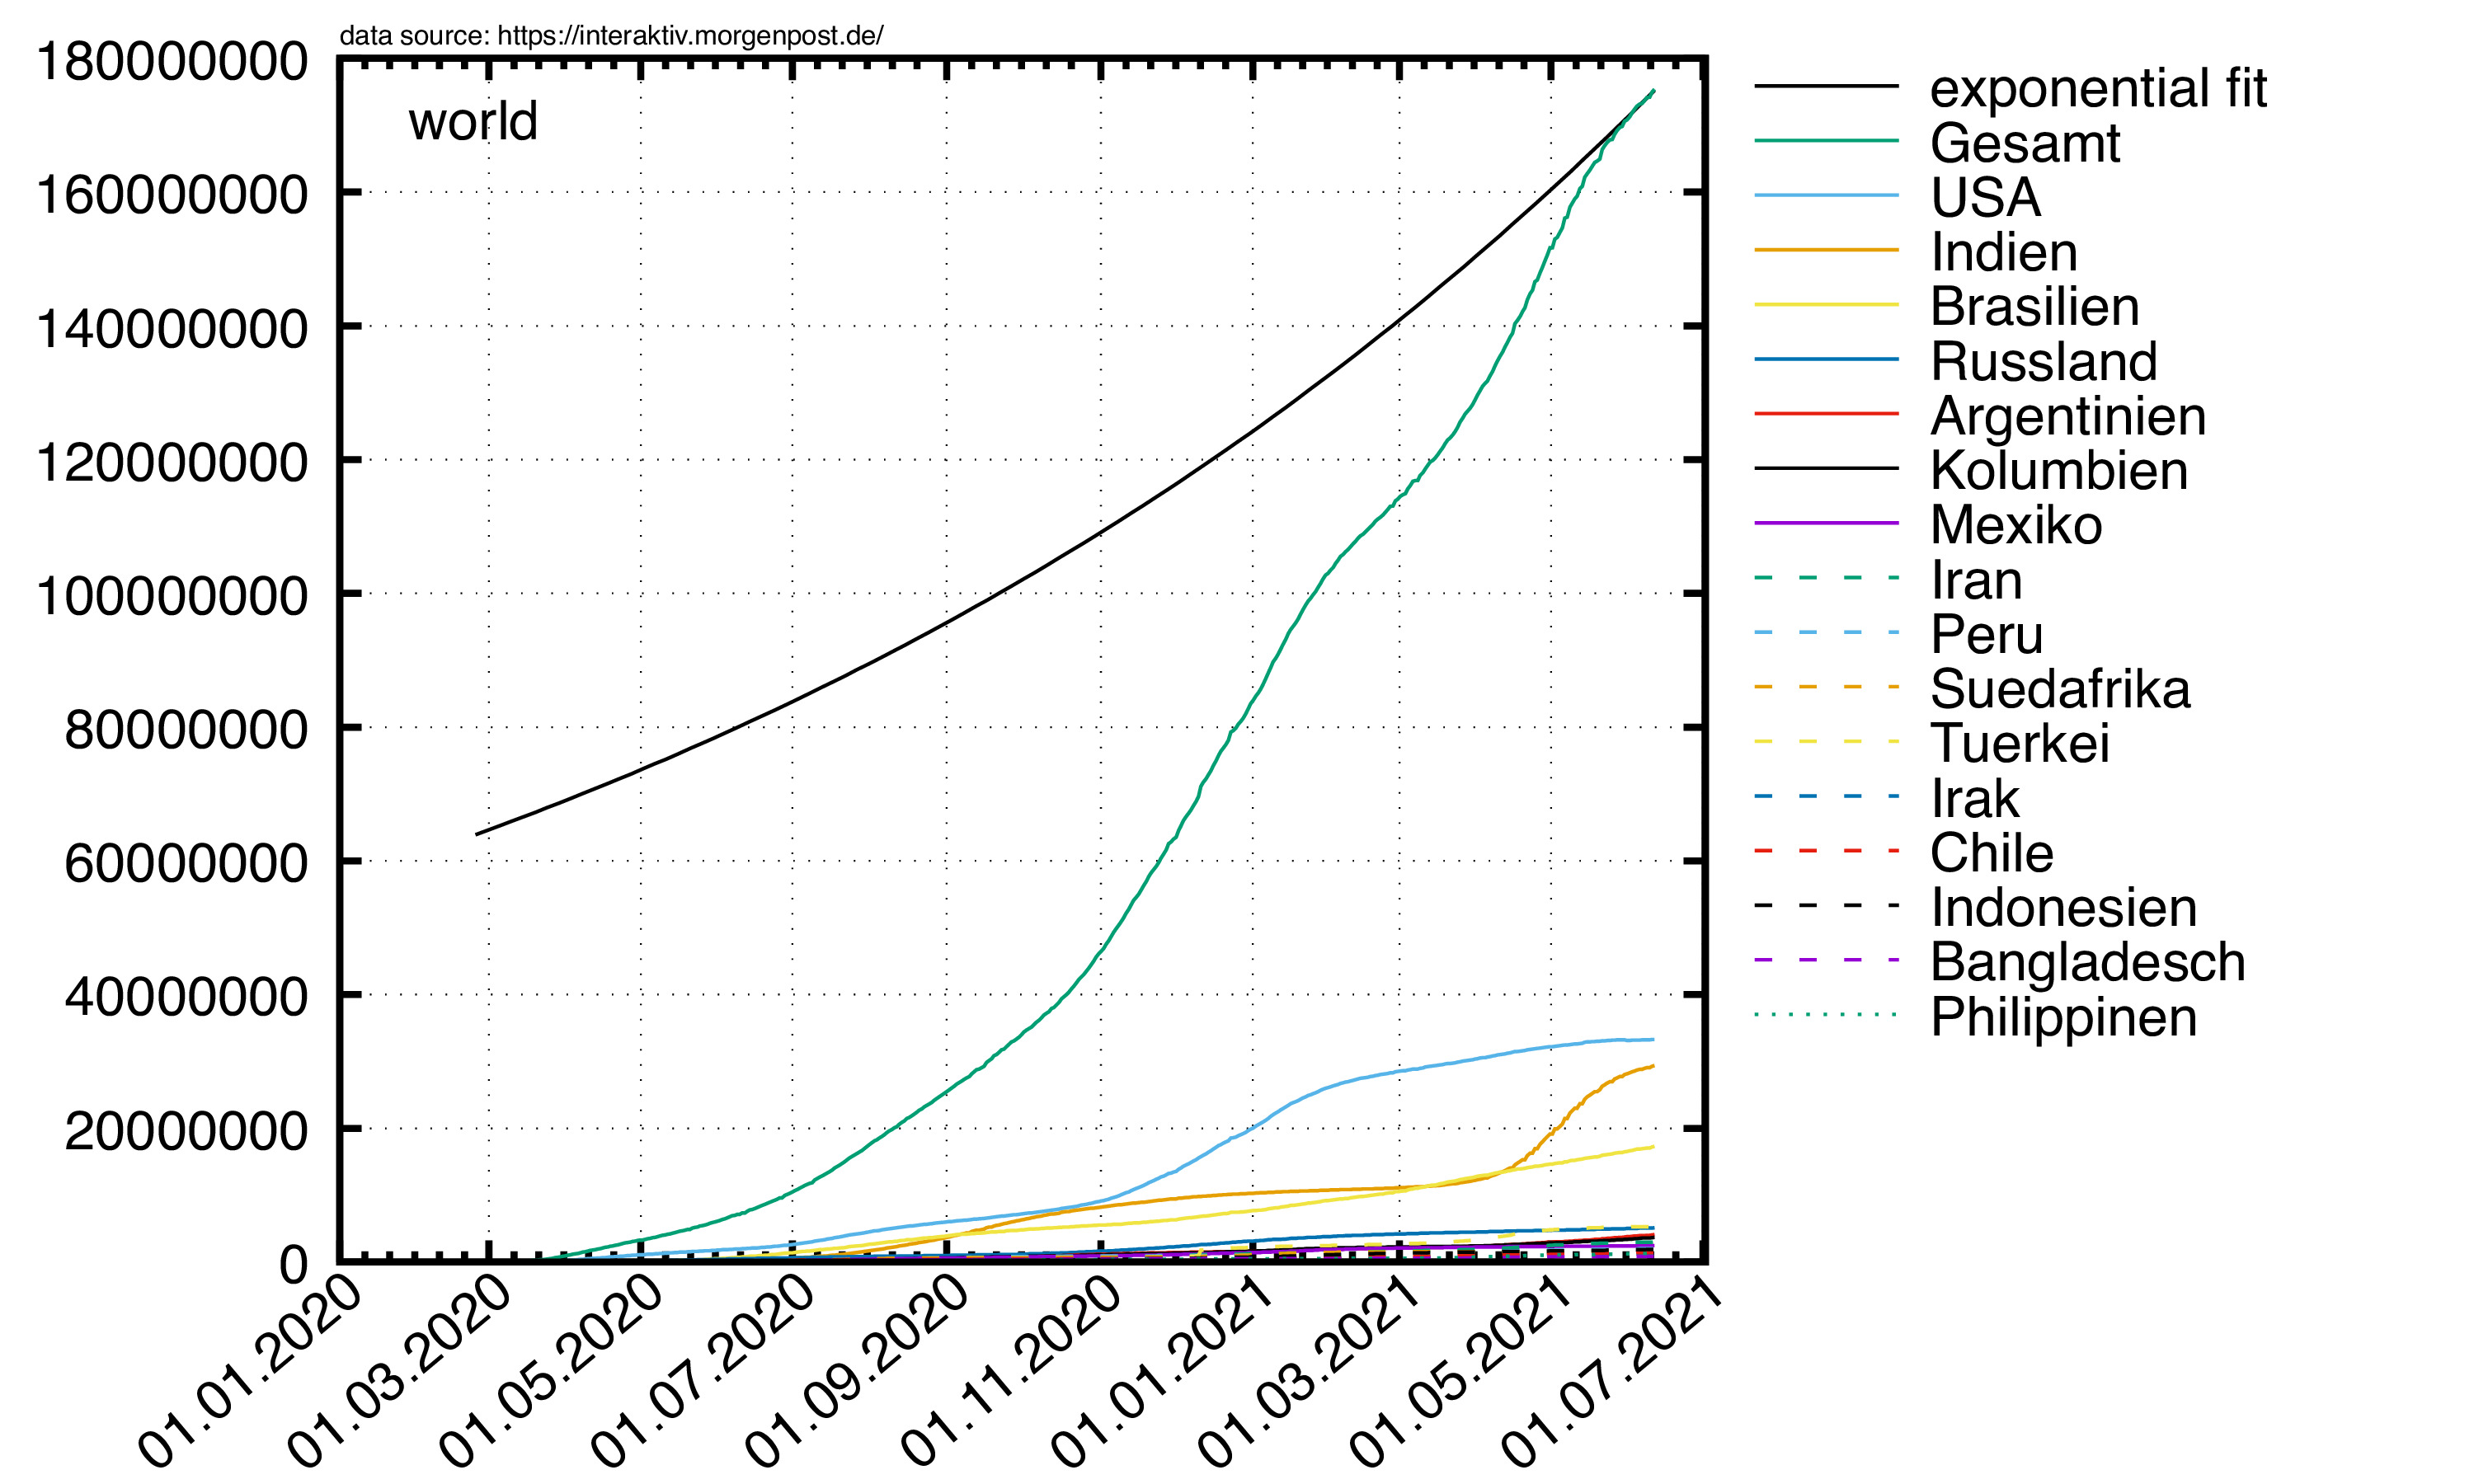 data source: https://interaktiv.morgenpost.de/
world
180000000
160000000
140000000
120000000
100000000
80000000
60000000
40000000
20000000
0
01.01.2020
01.03.2020
01.05.2020
01.07.2020
01.09.2020
01.11.2020
01.01.2021
01.03.2021
01.05.2021
01.07.2021
exponential fit
Gesamt
USA
Indien
Brasilien
Russland
Argentinien
Kolumbien
Mexiko
Iran
Peru
Suedafrika
Tuerkei
Irak
Chile
Indonesien
Bangladesch
Philippinen